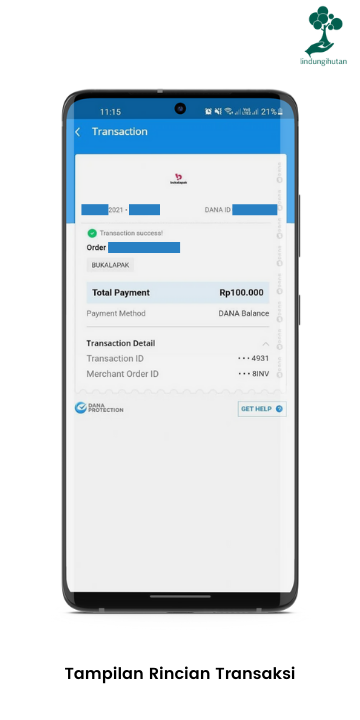 lindungihutan
11:15
21%
Transaction
bukalapak
2021 •
DANA ID
Transaction success!
Order
BUKALAPAK
Total Payment Rp100.000
Payment Method DANA Balance
Transaction Detail
Transaction ID ••• 4931
Merchant Order ID ••• 8INV
DANA
PROTECTION
GET HELP
Tampilan Rincian Transaksi